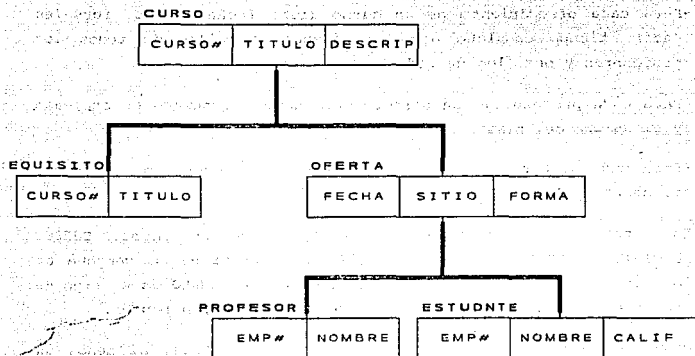 CURSO
CURSO# TITULO DESCRIP
EQUISITO OFERTA
CURSO# TITULO FECHA SITIO FORMA
PROFESOR ESTUDNTE
EMP# NOMBRE EMP# NOMBRE CALIF